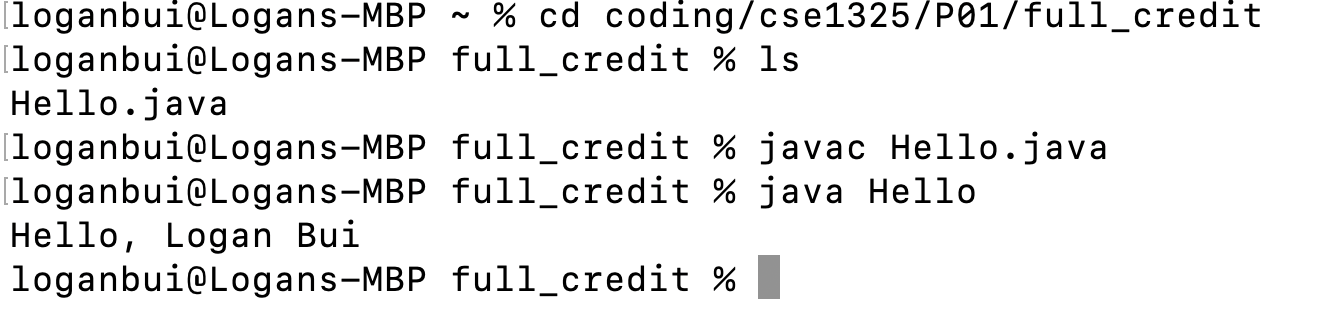 [loganbui@Logans-MBP ~ % cd coding/cse1325/P01/full_credit
[loganbui@Logans-MBP full_credit % ls
Hello.java
[loganbui@Logans-MBP full_credit % javac Hello.java
[loganbui@Logans-MBP full_credit % java Hello
Hello, Logan Bui
loganbui@Logans-MBP full_credit %